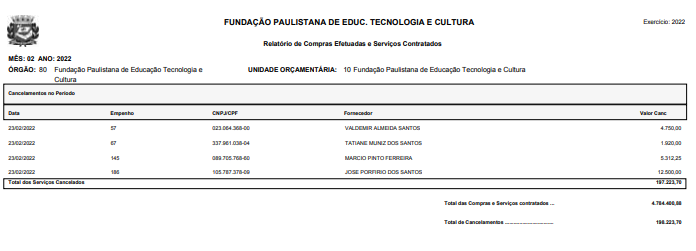 FUNDAÇÃO PAULISTANA DE EDUC. TECNOLOGIA E CULTURA Exercício: 2022
Relatório de Compras Efetuadas e Serviços Contratados
MÊS: 02 ANO: 2022
ÓRGÃO: 80 Fundação Paulistana de Educação Tecnologia e Cultura UNIDADE ORÇAMENTÁRIA: 10 Fundação Paulistana de Educação Tecnologia e Cultura
Cancelamentos no Período
Data Empenho CNPJ/CPF Fornecedor Valor Canc
23/02/2022 57 023.064.368-00 VALDEMIR ALMEIDA SANTOS 4.750,00
23/02/2022 67 337.961.038-04 TATIANE MUNIZ DOS SANTOS 1.920,00
23/02/2022 145 089.705.768-60 MARCIO PINTO FERREIRA 5.312,25
23/02/2022 186 105.787.378-09 JOSE PORFIRIO DOS SANTOS 12.500,00
Total dos Serviços Cancelados 197.223,70
Total das Compras e Serviços contratados ... 4.784.400,88
Total de Cancelamentos ................................ 198.223,70